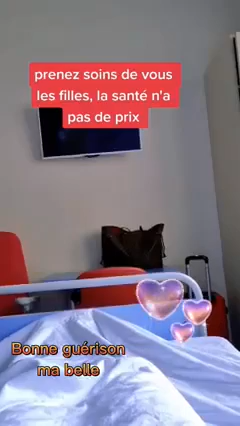 prenez soins de vous
les filles, la santé n'a
pas de prix
Bonne guérison
ma belle